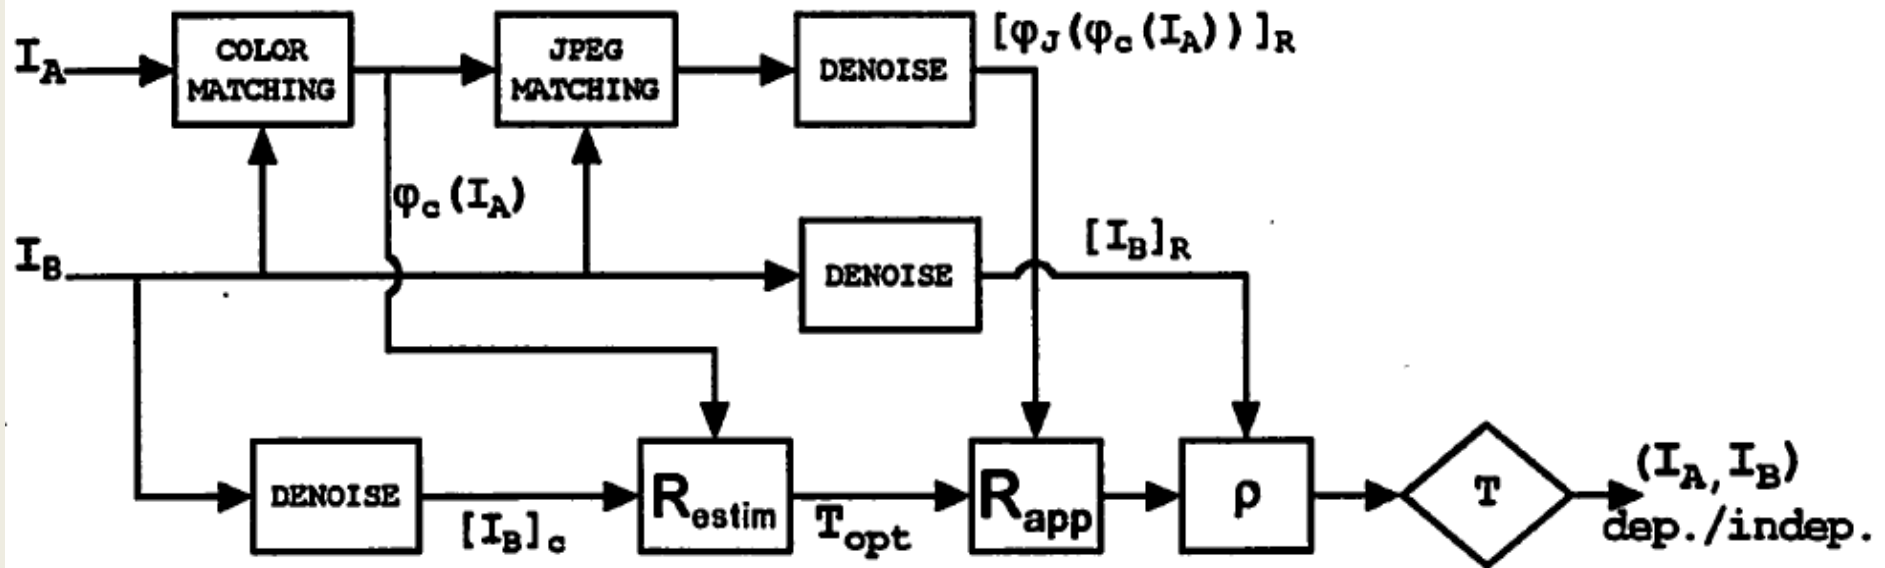 I_A
COLOR
MATCHING
JPEG
MATCHING
DENOISE
[φ_J(φ_c(I_A))]_R
φ_c(I_A)
I_B
DENOISE
[I_B]_R
DENOISE
[I_B]_c
R_estim
T_opt
R_app
ρ
T
(I_A, I_B)
dep./indep.